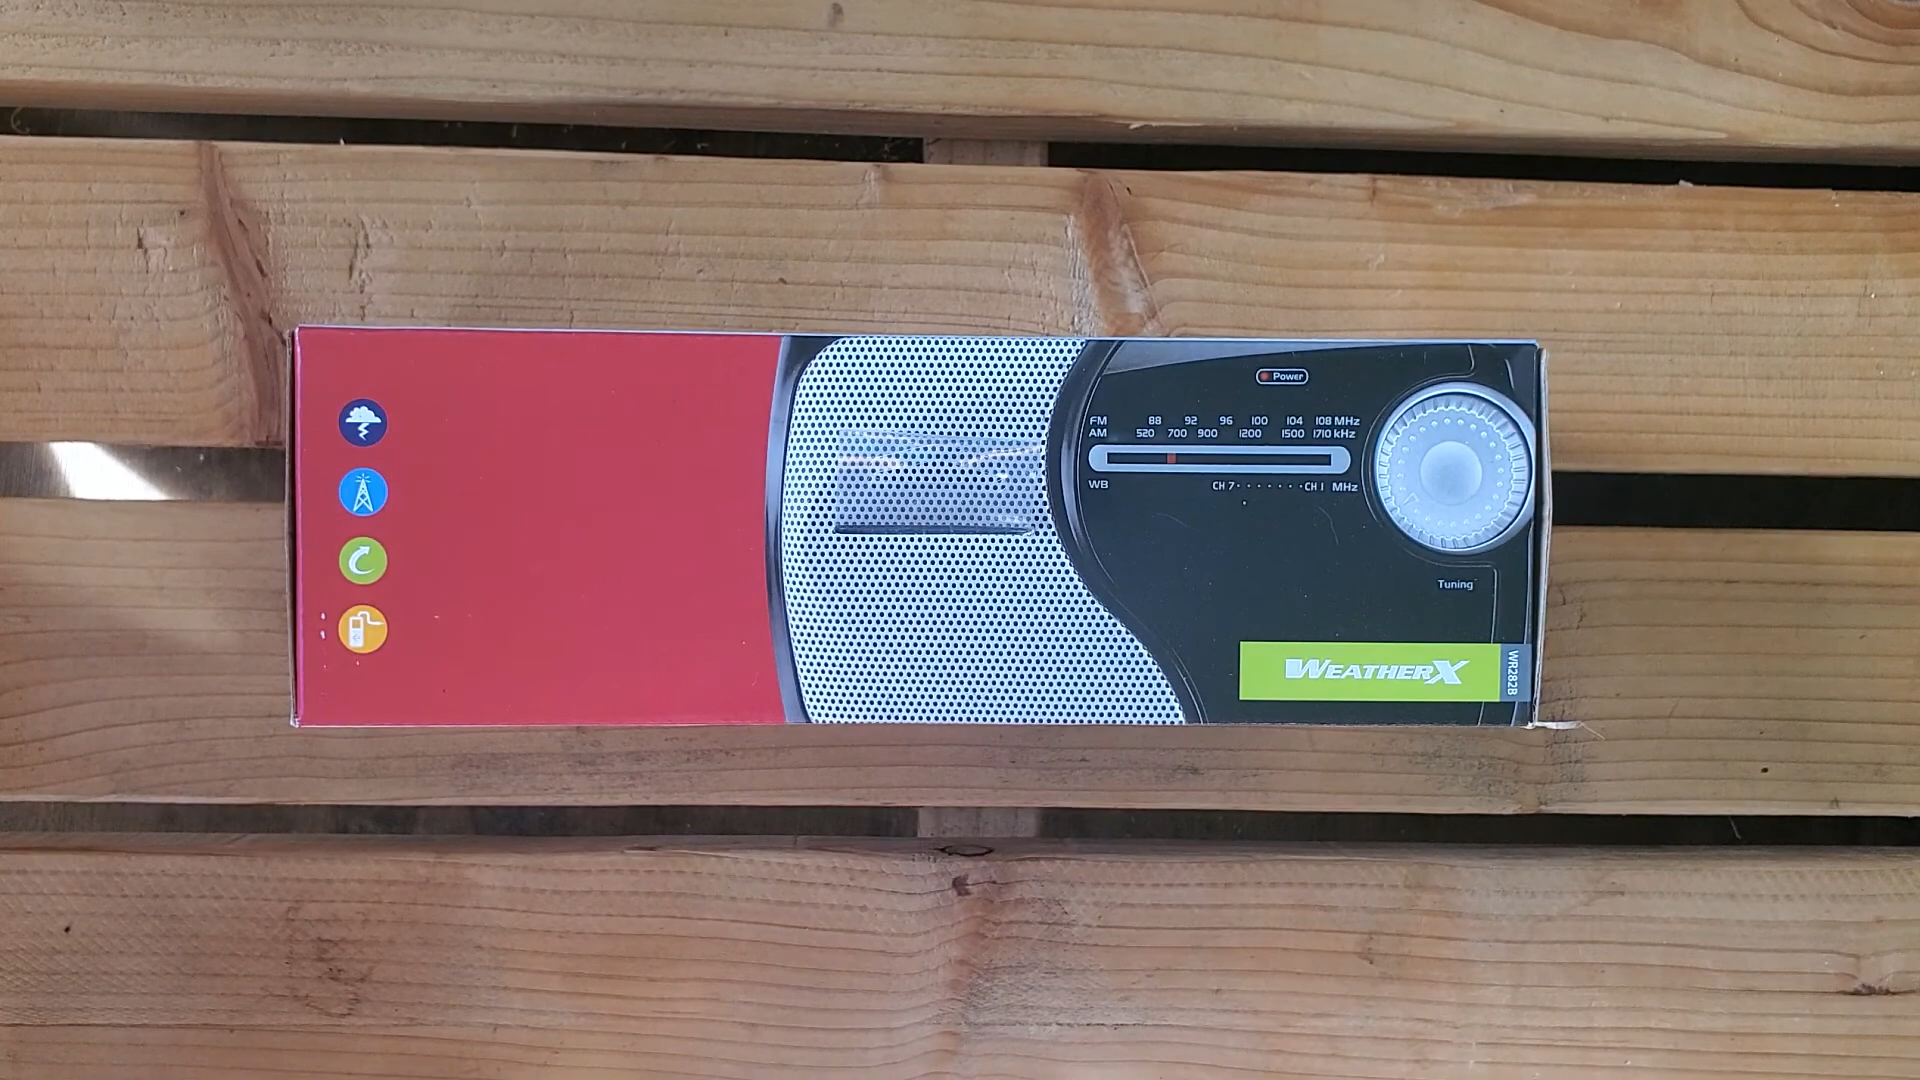 Power
FM 88 92 96 100 104 108 MHz
AM 520 700 900 1200 1500 1710 kHz
WB CH 7 · · · · · · · CH 1 MHz
Tuning
WEATHERX
WR282B